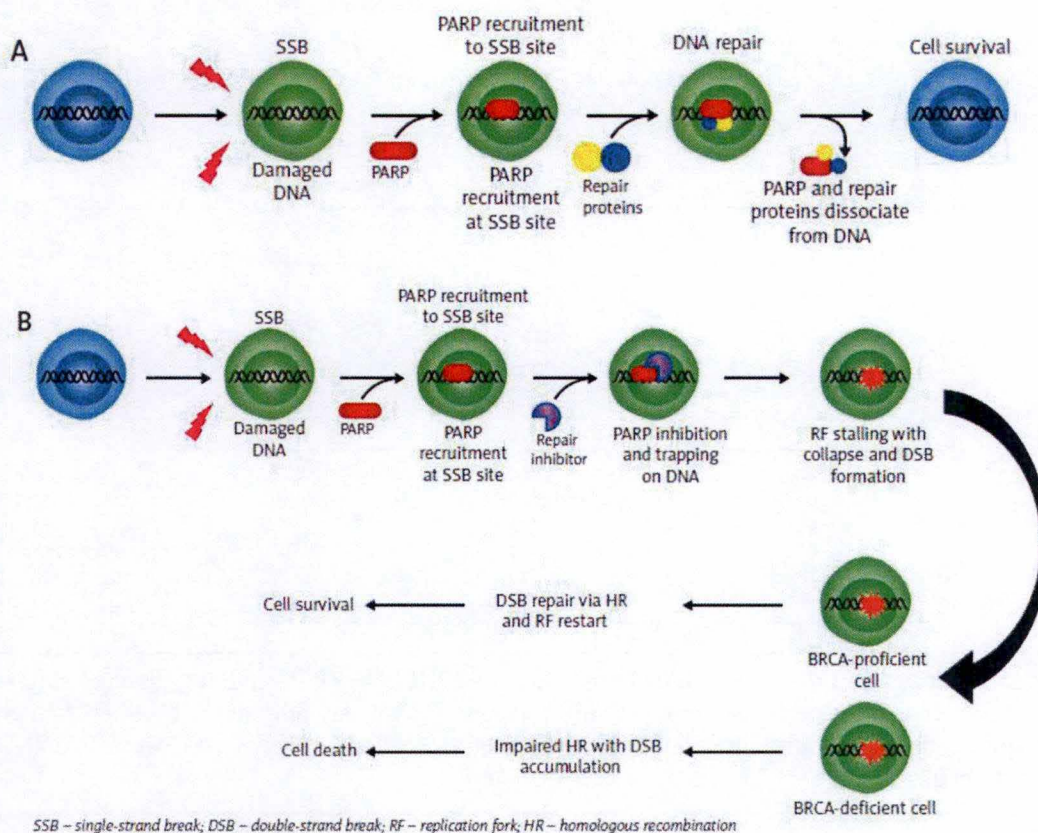 A
SSB
PARP recruitment
to SSB site
DNA repair
Cell survival
Damaged
DNA
PARP
PARP
recruitment
at SSB site
Repair
proteins
PARP and repair
proteins dissociate
from DNA
B
SSB
PARP recruitment
to SSB site
Damaged
DNA
PARP
PARP
recruitment
at SSB site
Repair
inhibitor
PARP inhibition
and trapping
on DNA
RF stalling with
collapse and DSB
formation
Cell survival
DSB repair via HR
and RF restart
BRCA-proficient
cell
Cell death
Impaired HR with DSB
accumulation
BRCA-deficient cell
SSB – single-strand break; DSB – double-strand break; RF – replication fork; HR – homologous recombination